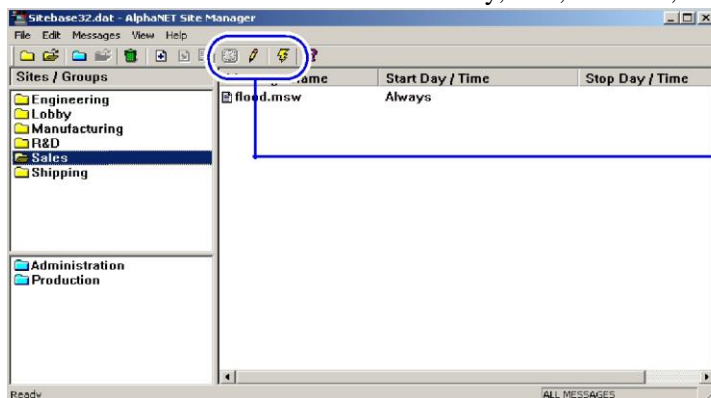 Sitebase32.dat - AlphaNET Site Manager
File Edit Messages View Help
Sites / Groups
ame Start Day / Time Stop Day / Time
Engineering
Lobby
Manufacturing
R&D
Sales
Shipping
flood.msw Always
Administration
Production
Ready ALL MESSAGES